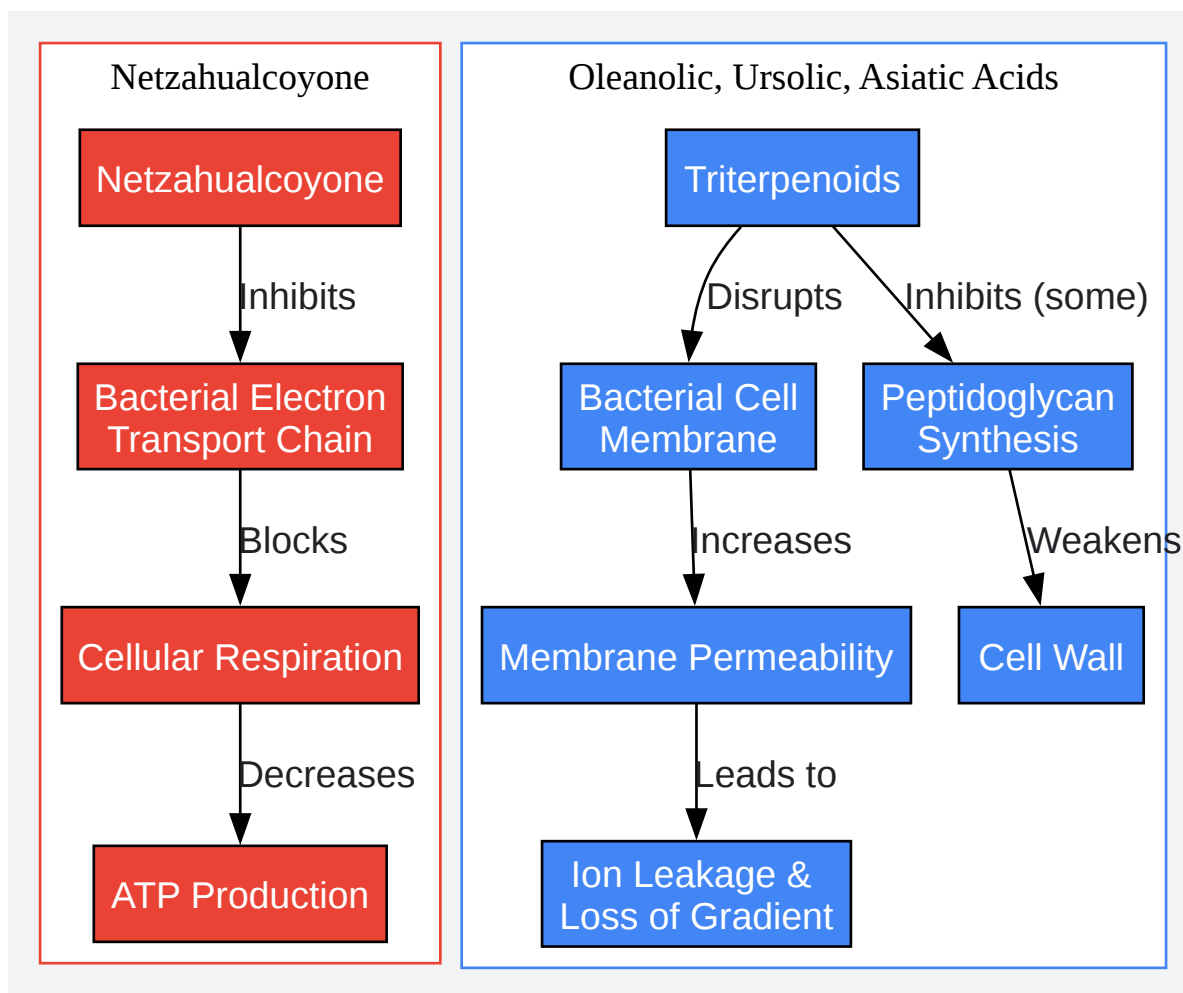 Netzahualcoyone
Netzahualcoyone
Inhibits
Bacterial Electron
Transport Chain
Blocks
Cellular Respiration
Decreases
ATP Production
Oleanolic, Ursolic, Asiatic Acids
Triterpenoids
Disrupts
Inhibits (some)
Bacterial Cell
Membrane
Peptidoglycan
Synthesis
Increases
Weakens
Membrane Permeability
Cell Wall
Leads to
Ion Leakage &
Loss of Gradient